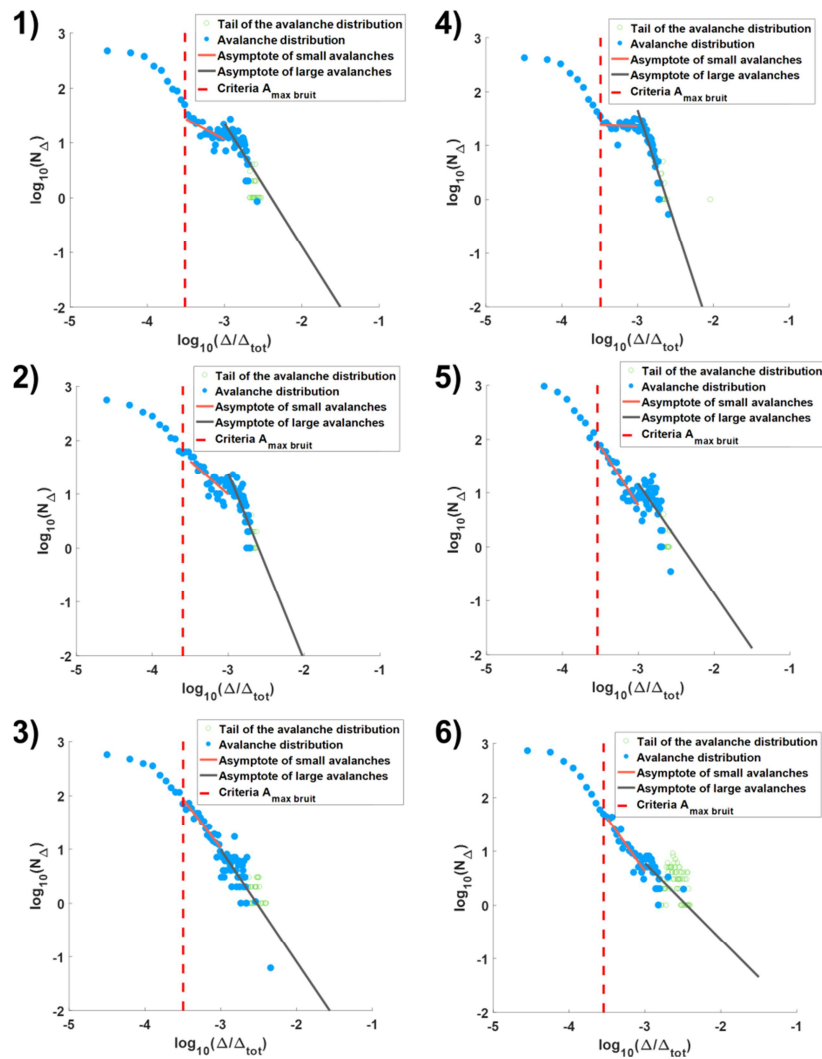 1)
3
2
1
0
-1
-2
-5
-4
-3
-2
-1
log10(NΔ)
log10(Δ/Δtot)
Tail of the avalanche distribution
Avalanche distribution
Asymptote of small avalanches
Asymptote of large avalanches
Criteria Amax bruit
4)
3
2
1
0
-1
-2
-5
-4
-3
-2
-1
log10(NΔ)
log10(Δ/Δtot)
Tail of the avalanche distribution
Avalanche distribution
Asymptote of small avalanches
Asymptote of large avalanches
Criteria Amax bruit
2)
3
2
1
0
-1
-2
-5
-4
-3
-2
-1
log10(NΔ)
log10(Δ/Δtot)
Tail of the avalanche distribution
Avalanche distribution
Asymptote of small avalanches
Asymptote of large avalanches
Criteria Amax bruit
5)
3
2
1
0
-1
-2
-5
-4
-3
-2
-1
log10(NΔ)
log10(Δ/Δtot)
Tail of the avalanche distribution
Avalanche distribution
Asymptote of small avalanches
Asymptote of large avalanches
Criteria Amax bruit
3)
3
2
1
0
-1
-2
-5
-4
-3
-2
-1
log10(NΔ)
log10(Δ/Δtot)
Tail of the avalanche distribution
Avalanche distribution
Asymptote of small avalanches
Asymptote of large avalanches
Criteria Amax bruit
6)
3
2
1
0
-1
-2
-5
-4
-3
-2
-1
log10(NΔ)
log10(Δ/Δtot)
Tail of the avalanche distribution
Avalanche distribution
Asymptote of small avalanches
Asymptote of large avalanches
Criteria Amax bruit